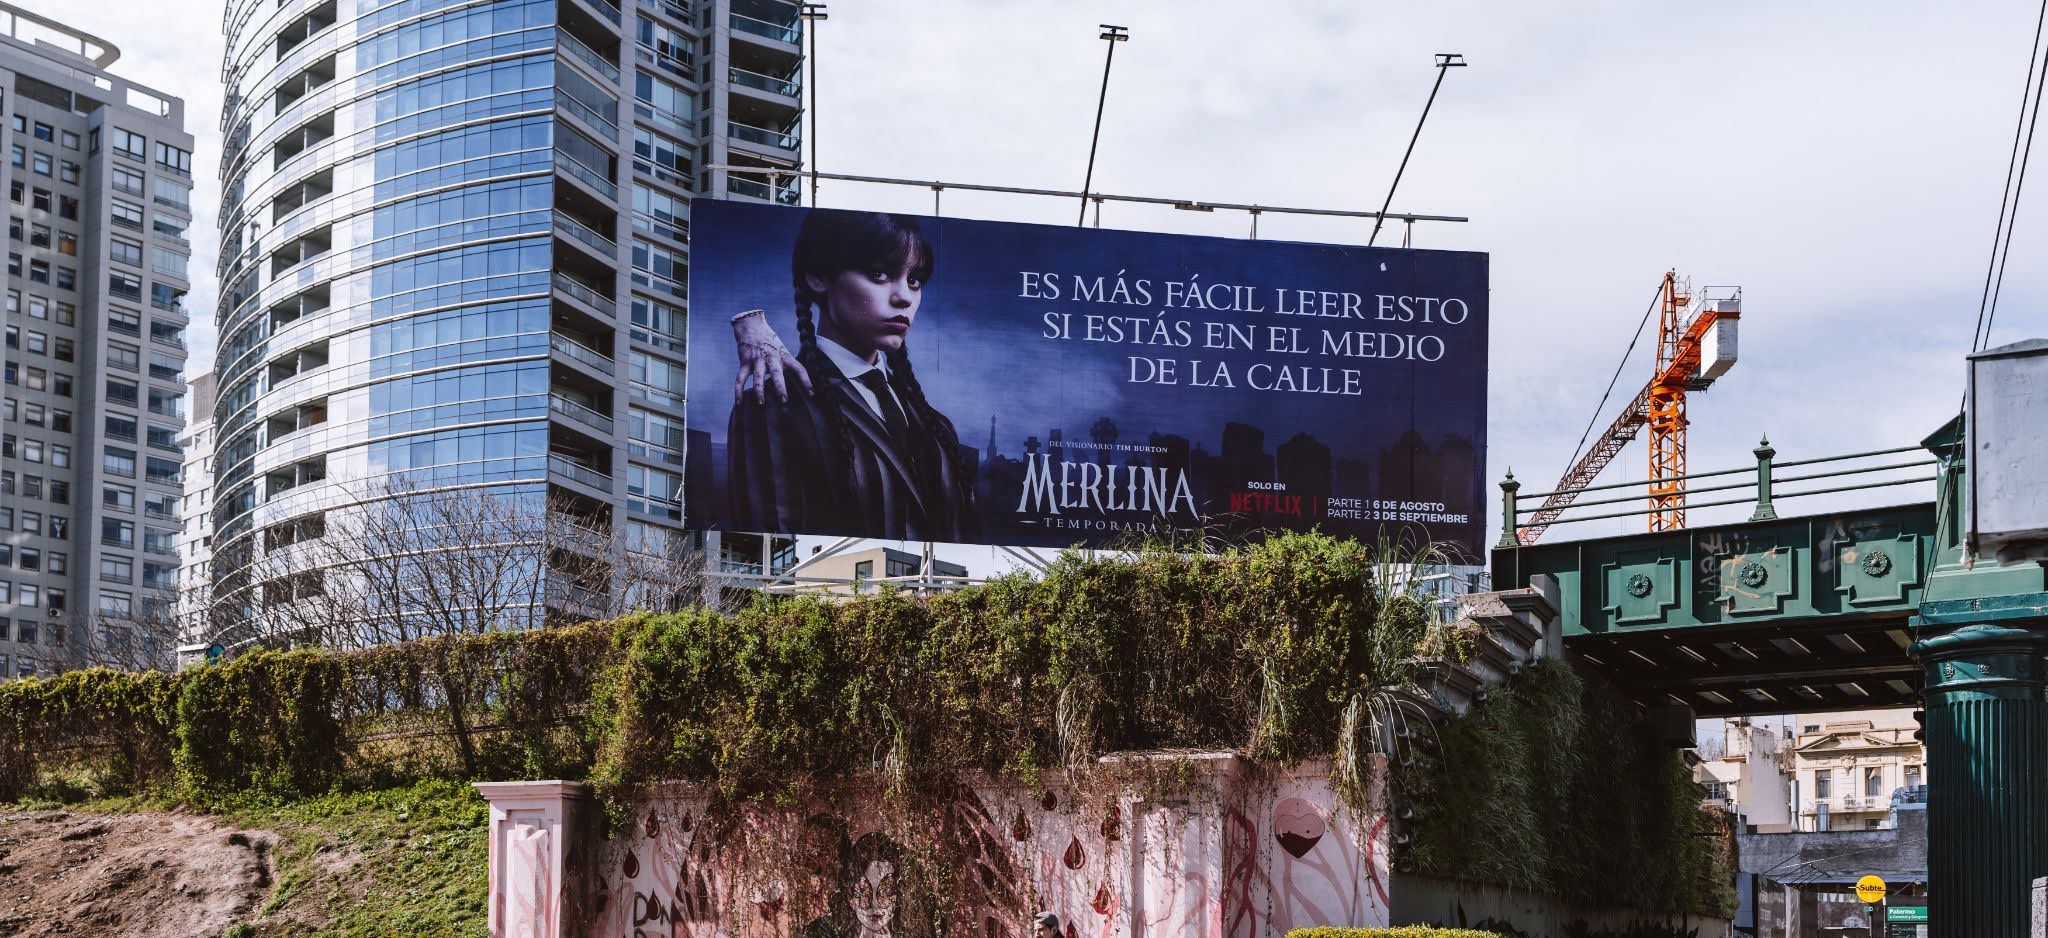 ES MÁS FÁCIL LEER ESTO
SI ESTÁS EN EL MEDIO
DE LA CALLE
DEL VISIONARIO TIM BURTON
MERLINA
TEMPORADA 2
SOLO EN
NETFLIX
PARTE 1 6 DE AGOSTO
PARTE 2 3 DE SEPTIEMBRE
Subte
Palermo